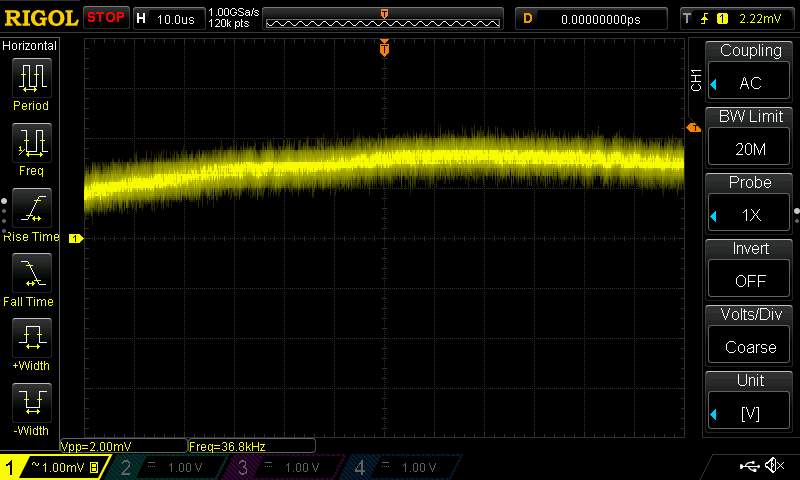 RIGOL STOP H 10.0us 1.00GSa/s D 0.00000000ps T 1 2.22mV
120k pts
T
Horizontal
Period
Freq
Rise Time
Fall Time
+Width
-Width
T
T
1
CH1
Coupling
AC
BW Limit
20M
Probe
1X
Invert
OFF
Volts/Div
Coarse
Unit
[V]
Vpp=2.00mV Freq=36.8kHz
1 ~ 1.00mV B 2 1.00 V 3 1.00 V 4 1.00 V